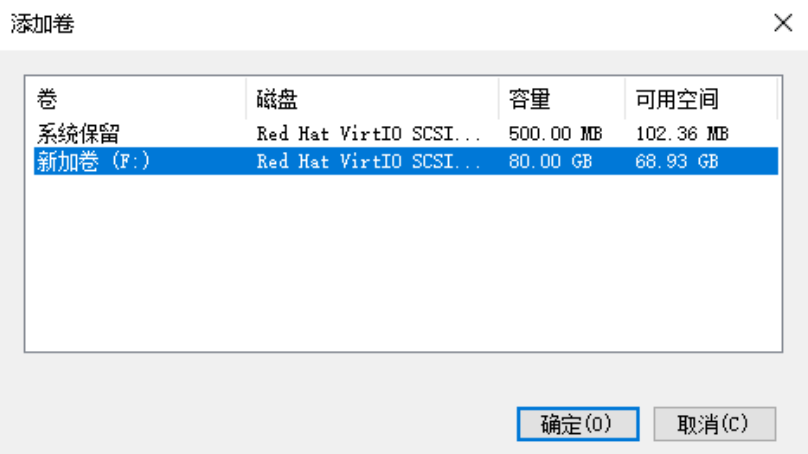 添加卷
卷 磁盘 容量 可用空间
系统保留 Red Hat VirtIO SCSI... 500.00 MB 102.36 MB
新加卷 (F:) Red Hat VirtIO SCSI... 80.00 GB 68.93 GB
确定(O) 取消(C)